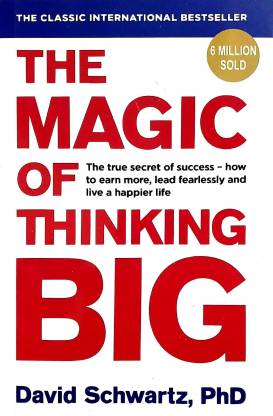 THE CLASSIC INTERNATIONAL BESTSELLER
6 MILLION
SOLD
THE
MAGIC
OF
The true secret of success – how
to earn more, lead fearlessly and
live a happier life
THINKING
BIG
David Schwartz, PhD